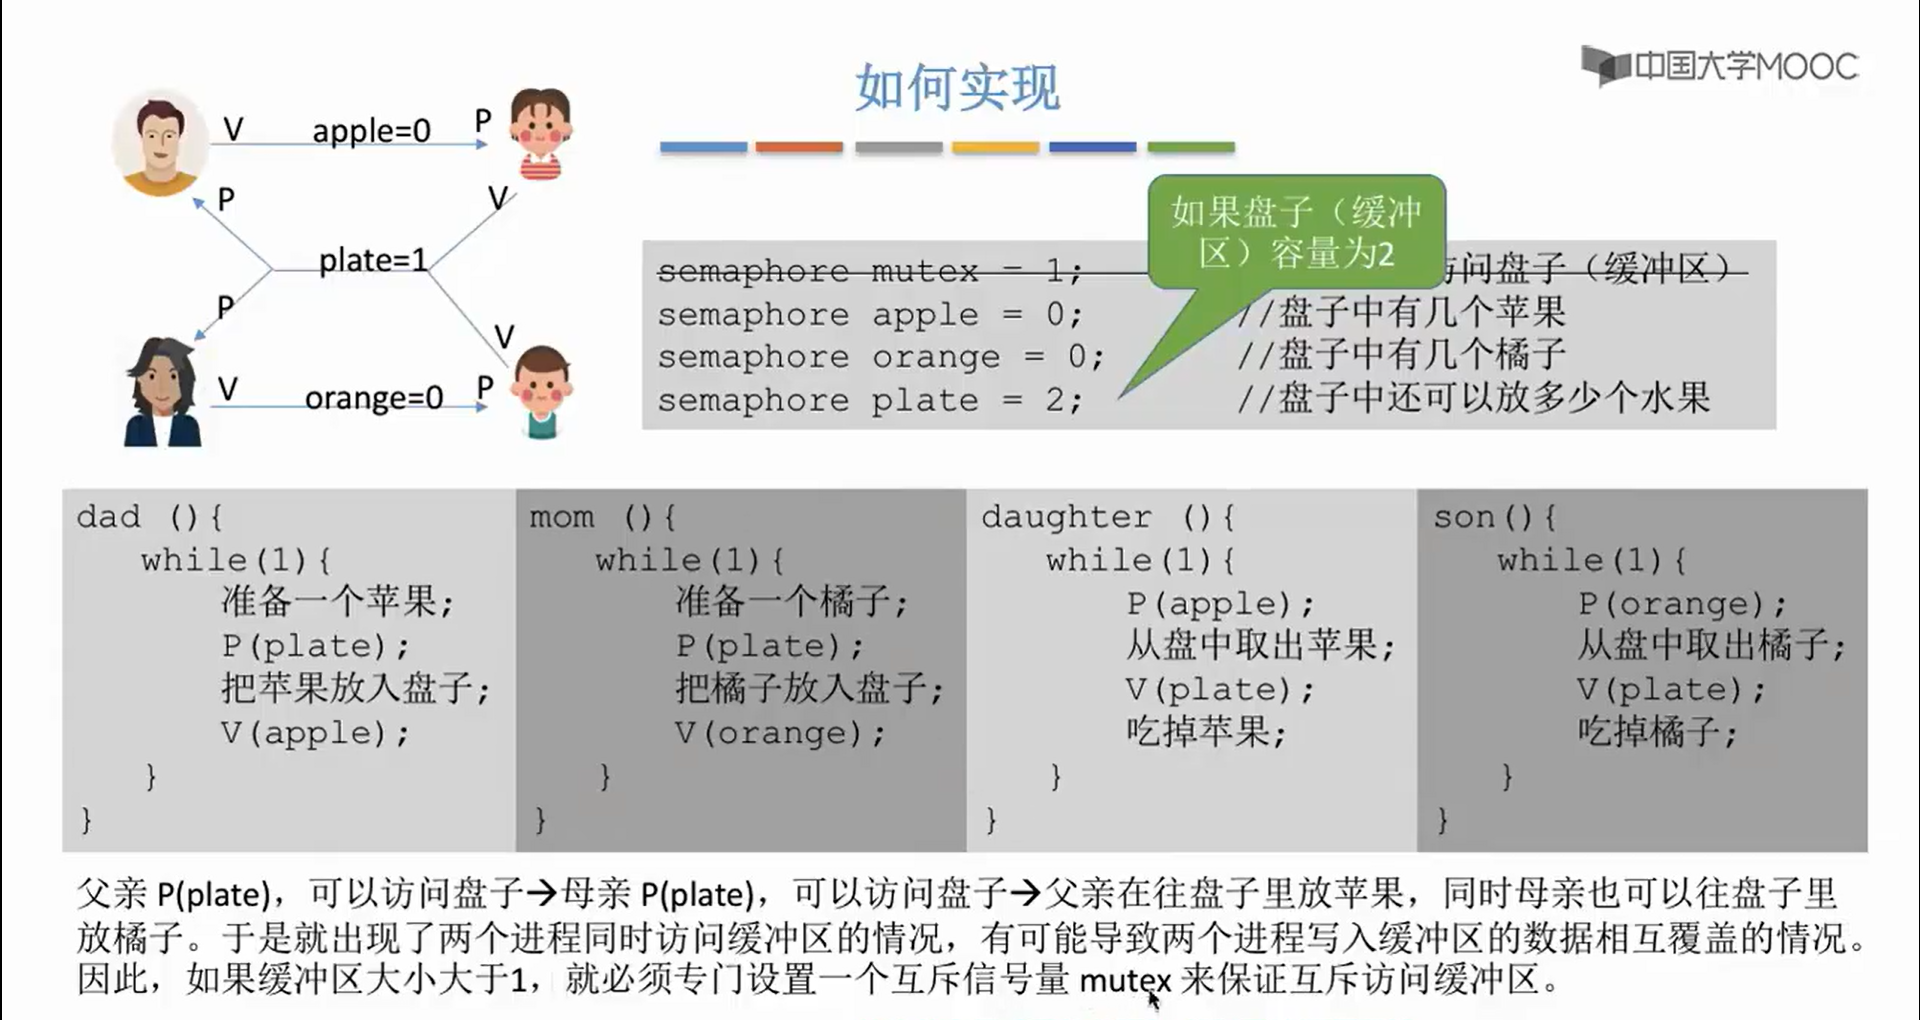 如何实现
中国大学MOOC
V apple=0 P
P V
plate=1
P V
V orange=0 P
如果盘子（缓冲
区）容量为2
semaphore mutex = 1; 访问盘子（缓冲区）
semaphore apple = 0; //盘子中有几个苹果
semaphore orange = 0; //盘子中有几个橘子
semaphore plate = 2; //盘子中还可以放多少个水果
dad (){
while(1){
准备一个苹果;
P(plate);
把苹果放入盘子;
V(apple);
}
}
mom (){
while(1){
准备一个橘子;
P(plate);
把橘子放入盘子;
V(orange);
}
}
daughter (){
while(1){
P(apple);
从盘中取出苹果;
V(plate);
吃掉苹果;
}
}
son(){
while(1){
P(orange);
从盘中取出橘子;
V(plate);
吃掉橘子;
}
}
父亲 P(plate)，可以访问盘子→母亲 P(plate)，可以访问盘子→父亲在往盘子里放苹果，同时母亲也可以往盘子里
放橘子。于是就出现了两个进程同时访问缓冲区的情况，有可能导致两个进程写入缓冲区的数据相互覆盖的情况。
因此，如果缓冲区大小大于1，就必须专门设置一个互斥信号量 mutex 来保证互斥访问缓冲区。